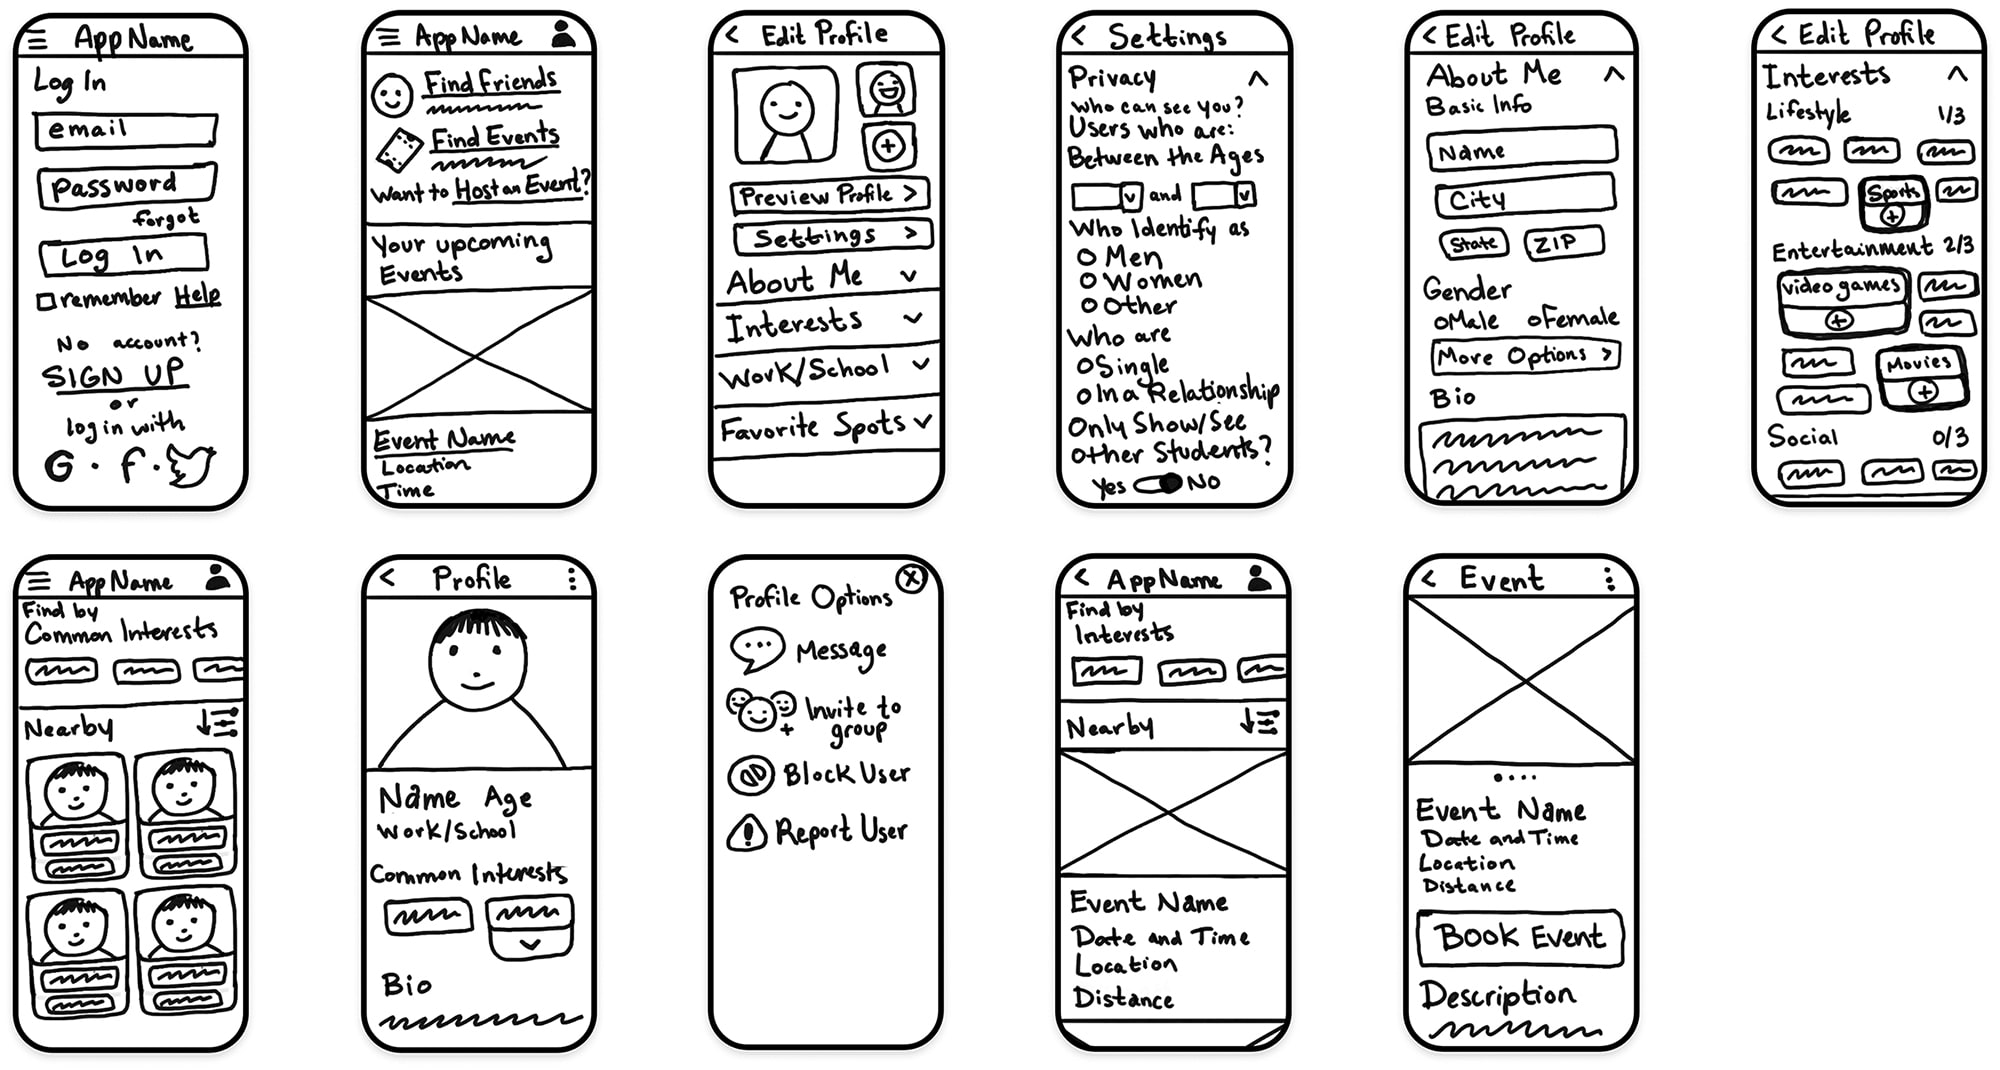 App Name
Log In
email
password
forgot
Log In
remember Help
No account?
SIGN UP
or
log in with
G · f ·
App Name
Find Friends
Find Events
Want to Host an Event?
Your upcoming
Events
Event Name
Location
Time
< Edit Profile
+
Preview Profile >
Settings >
About Me
Interests
Work/School
Favorite Spots
< Settings
Privacy
Who can see you?
Users who are:
Between the Ages
and
Who Identify as
Men
Women
Other
Who are
Single
In a Relationship
Only Show/See
Other Students?
Yes NO
< Edit Profile
About Me
Basic Info
Name
City
State ZIP
Gender
Male Female
More Options >
Bio
< Edit Profile
Interests
Lifestyle 1/3
Sports
+
Entertainment 2/3
video games
+
Movies
+
Social 0/3
App Name
Find by
Common Interests
Nearby
< Profile
Name Age
Work/School
Common Interests
Bio
X
Profile Options
Message
Invite to
group
Block User
Report User
< App Name
Find by
Interests
Nearby
Event Name
Date and Time
Location
Distance
< Event
Event Name
Date and Time
Location
Distance
Book Event
Description